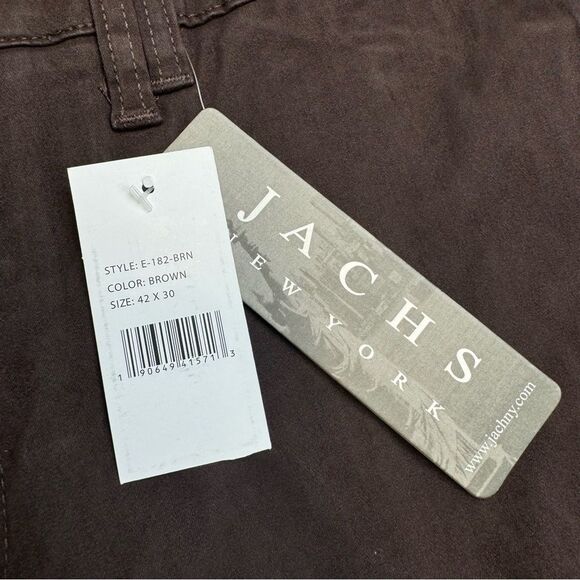 STYLE: E-182-BRN
COLOR: BROWN
SIZE: 42 X 30
1 90649 41571 3
JACHS
NEW YORK
www.jachny.com